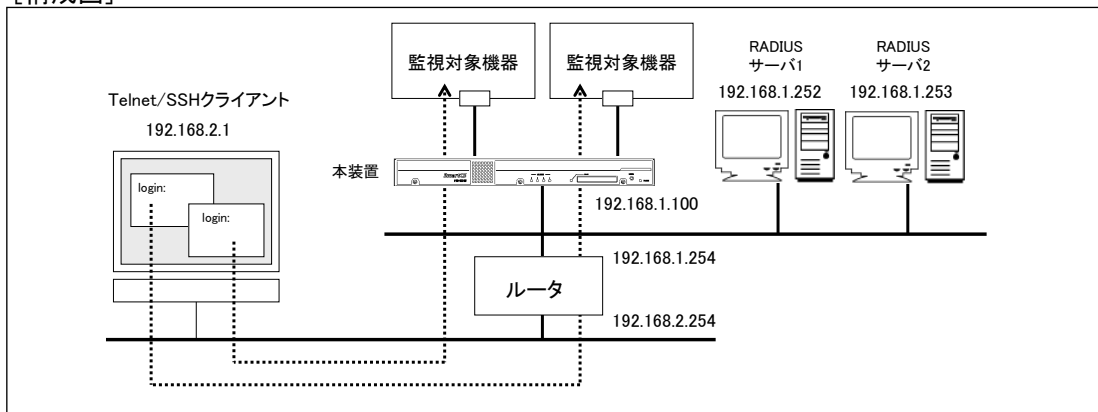 [構成図]
監視対象機器
監視対象機器
RADIUS
サーバ1
192.168.1.252
RADIUS
サーバ2
192.168.1.253
Telnet/SSHクライアント
192.168.2.1
login:
login:
本装置
192.168.1.100
192.168.1.254
ルータ
192.168.2.254